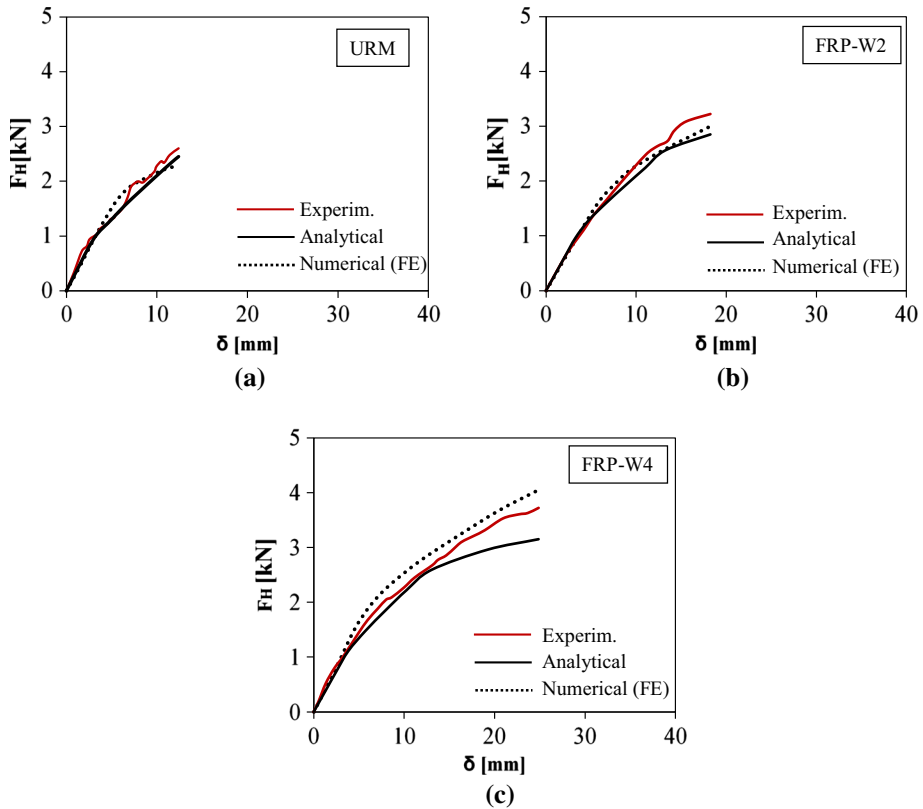 5
4
3
2
1
0
F_H[kN]
URM
Experim.
Analytical
Numerical (FE)
0 10 20 30 40
δ [mm]
(a)
5
4
3
2
1
0
F_H[kN]
FRP-W2
Experim.
Analytical
Numerical (FE)
0 10 20 30 40
δ [mm]
(b)
5
4
3
2
1
0
F_H[kN]
FRP-W4
Experim.
Analytical
Numerical (FE)
0 10 20 30 40
δ [mm]
(c)